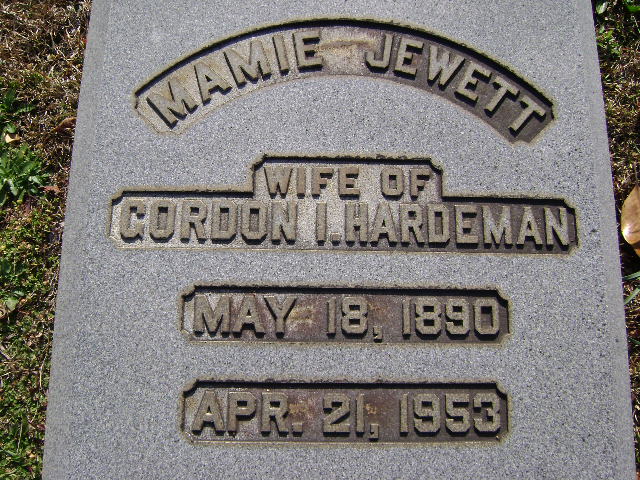 MAMIE JEWETT
WIFE OF
GORDON I. HARDEMAN
MAY 18, 1890
APR. 21, 1953